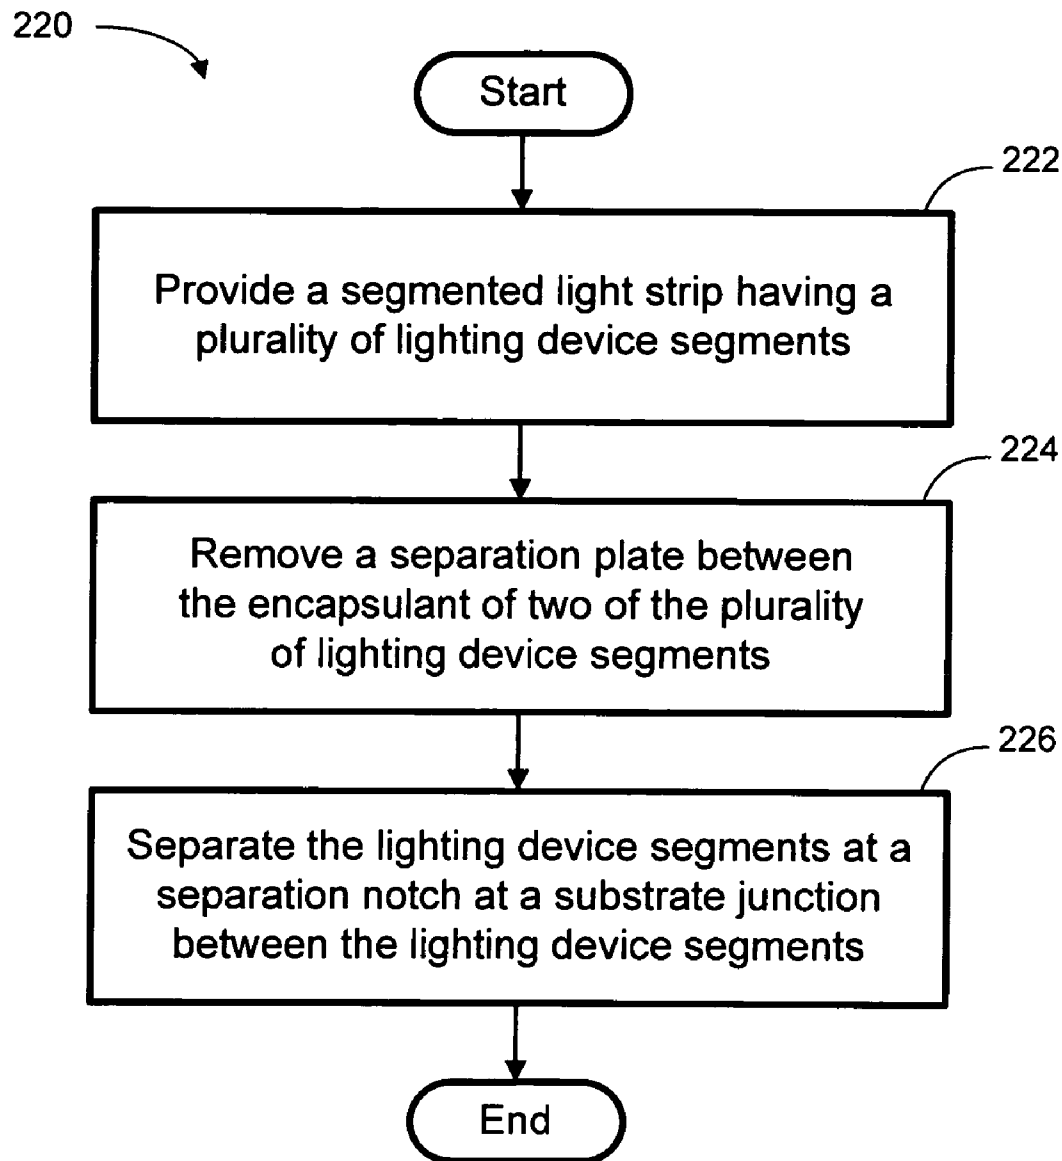 220
Start
222
Provide a segmented light strip having a
plurality of lighting device segments
224
Remove a separation plate between
the encapsulant of two of the plurality
of lighting device segments
226
Separate the lighting device segments at a
separation notch at a substrate junction
between the lighting device segments
End